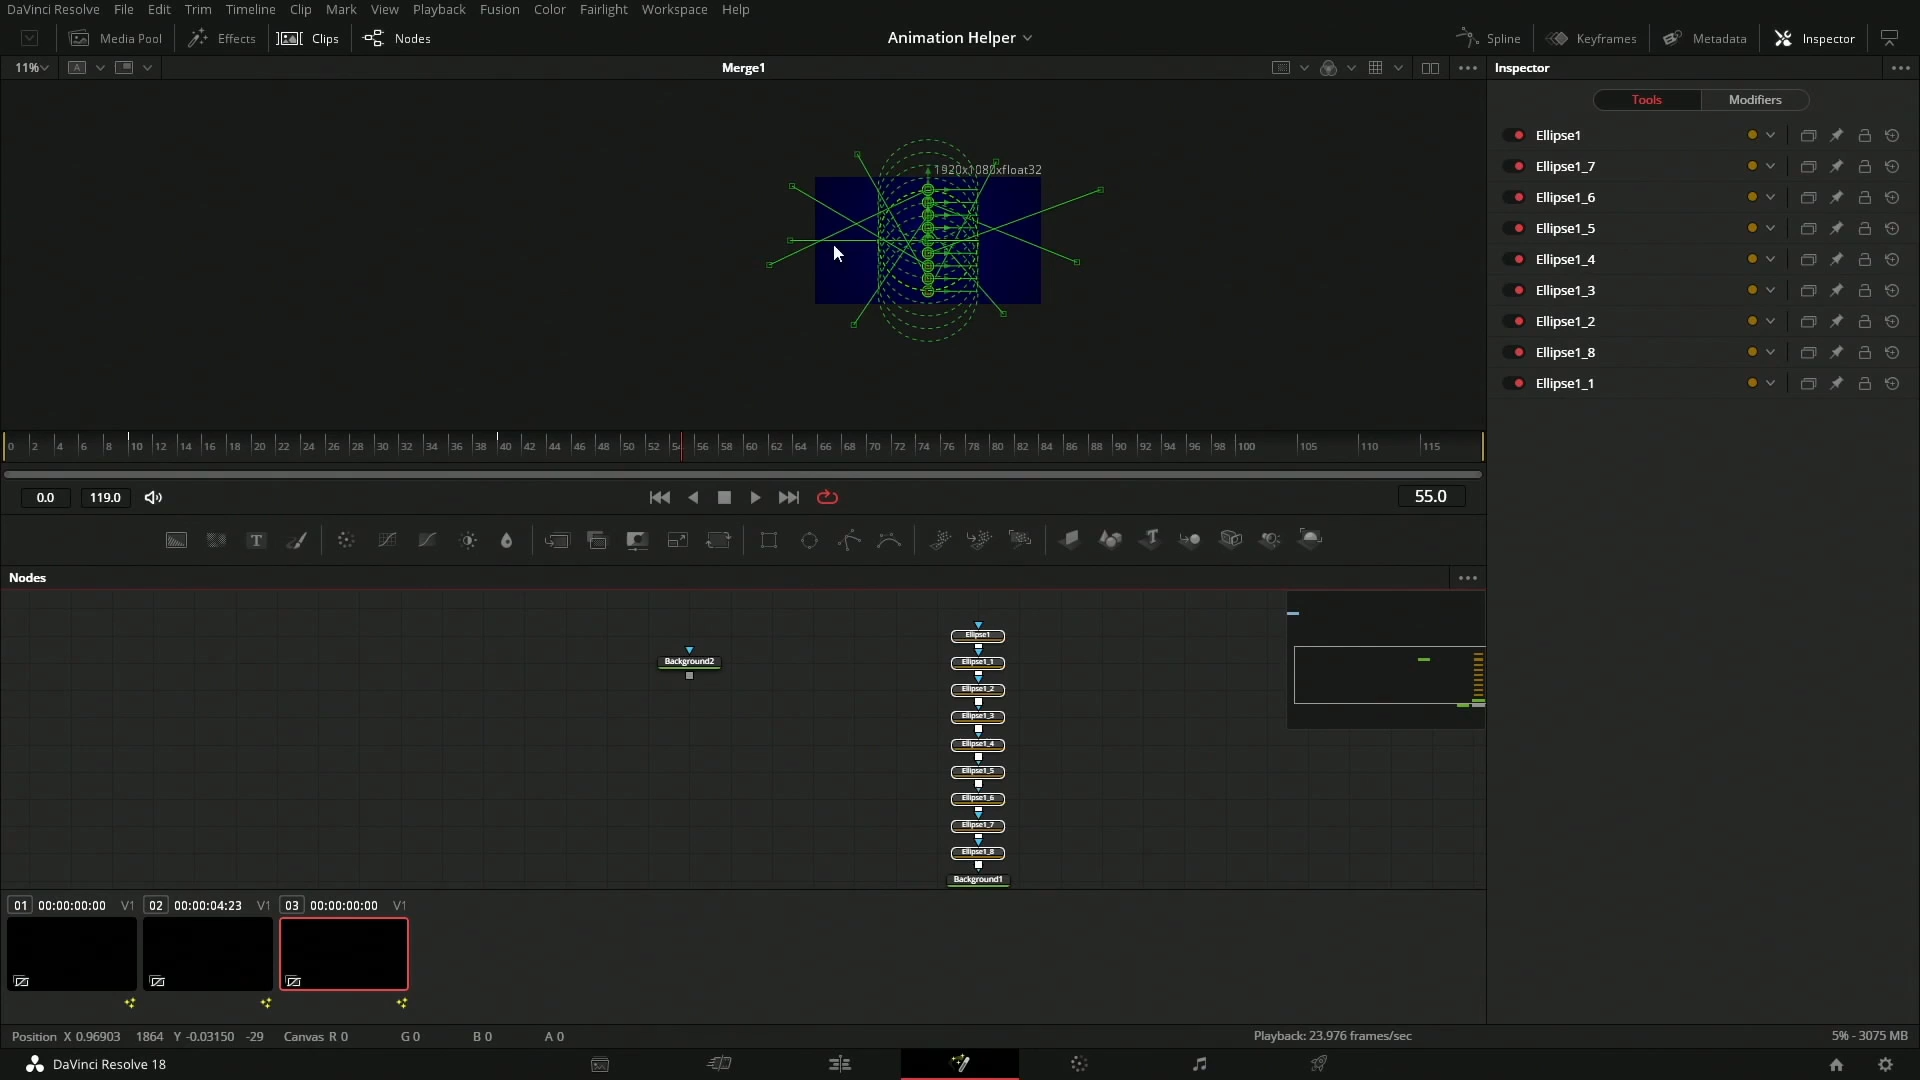 DaVinci Resolve File Edit Trim Timeline Clip Mark View Playback Fusion Color Fairlight Workspace Help
Media Pool Effects Clips Nodes Animation Helper Spline Keyframes Metadata Inspector
11% A Merge1 Inspector
Tools Modifiers
Ellipse1
Ellipse1_7
Ellipse1_6
Ellipse1_5
Ellipse1_4
Ellipse1_3
Ellipse1_2
Ellipse1_8
Ellipse1_1
1920x1080xfloat32
0 2 4 6 8 10 12 14 16 18 20 22 24 26 28 30 32 34 36 38 40 42 44 46 48 50 52 54 56 58 60 62 64 66 68 70 72 74 76 78 80 82 84 86 88 90 92 94 96 98 100 105 110 115
0.0 119.0 55.0
T T
Nodes
Background2
Ellipse1
Ellipse1_1
Ellipse1_2
Ellipse1_3
Ellipse1_4
Ellipse1_5
Ellipse1_6
Ellipse1_7
Ellipse1_8
Background1
01 00:00:00:00 V1 02 00:00:04:23 V1 03 00:00:00:00 V1
Position X 0.96903 1864 Y -0.03150 -29 Canvas R 0 G 0 B 0 A 0 Playback: 23.976 frames/sec 5% - 3075 MB
DaVinci Resolve 18